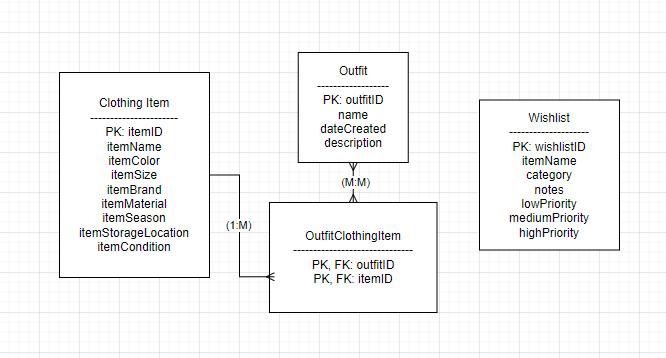 Clothing Item
----------------------
PK: itemID
itemName
itemColor
itemSize
itemBrand
itemMaterial
itemSeason
itemStorageLocation
itemCondition
(1:M)
Outfit
------------------
PK: outfitID
name
dateCreated
description
(M:M)
OutfitClothingItem
------------------------------
PK, FK: outfitID
PK, FK: itemID
Wishlist
--------------------
PK: wishlistID
itemName
category
notes
lowPriority
mediumPriority
highPriority